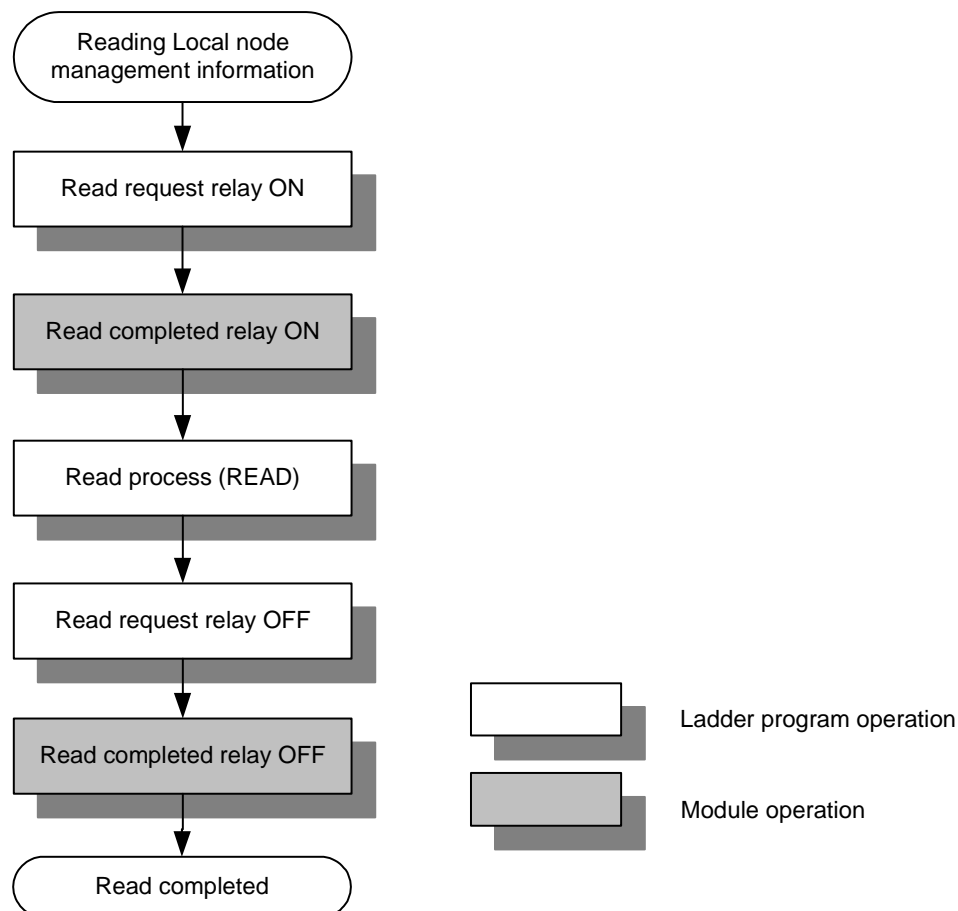 Reading Local node
management information
Read request relay ON
Read completed relay ON
Read process (READ)
Read request relay OFF
Read completed relay OFF
Read completed
Ladder program operation
Module operation